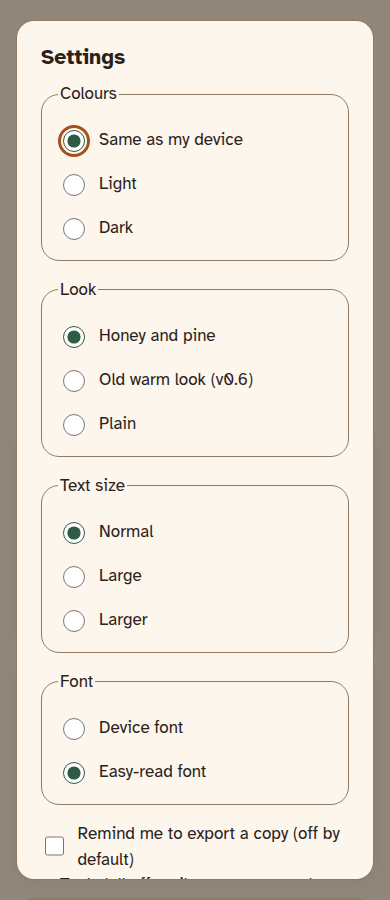 Settings
Colours
Same as my device
Light
Dark
Look
Honey and pine
Old warm look (v0.6)
Plain
Text size
Normal
Large
Larger
Font
Device font
Easy-read font
Remind me to export a copy (off by
default)